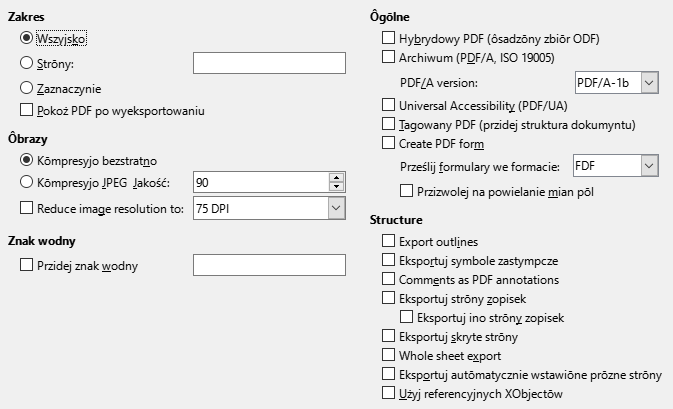 Zakres
Wszyjsko
Strōny:
Zaznaczynie
Pokoż PDF po wyeksportowaniu
Ôbrazy
Kōmpresyjo bezstratno
Kōmpresyjo JPEG Jakość: 90
Reduce image resolution to: 75 DPI
Znak wodny
Przidej znak wodny
Ôgōlne
Hybrydowy PDF (ôsadzōny zbiōr ODF)
Archiwum (PDF/A, ISO 19005)
PDF/A version: PDF/A-1b
Universal Accessibility (PDF/UA)
Tagowany PDF (przidej struktura dokumyntu)
Create PDF form
Prześlij formulary we formacie: FDF
Przizwolej na powielanie mian pōl
Structure
Export outlines
Eksportuj symbole zastympcze
Comments as PDF annotations
Eksportuj strōny zopisek
Eksportuj ino strōny zopisek
Eksportuj skryte strōny
Whole sheet export
Eksportuj autōmatycznie wstawiōne prōzne strōny
Użyj referencyjnych XObjectōw